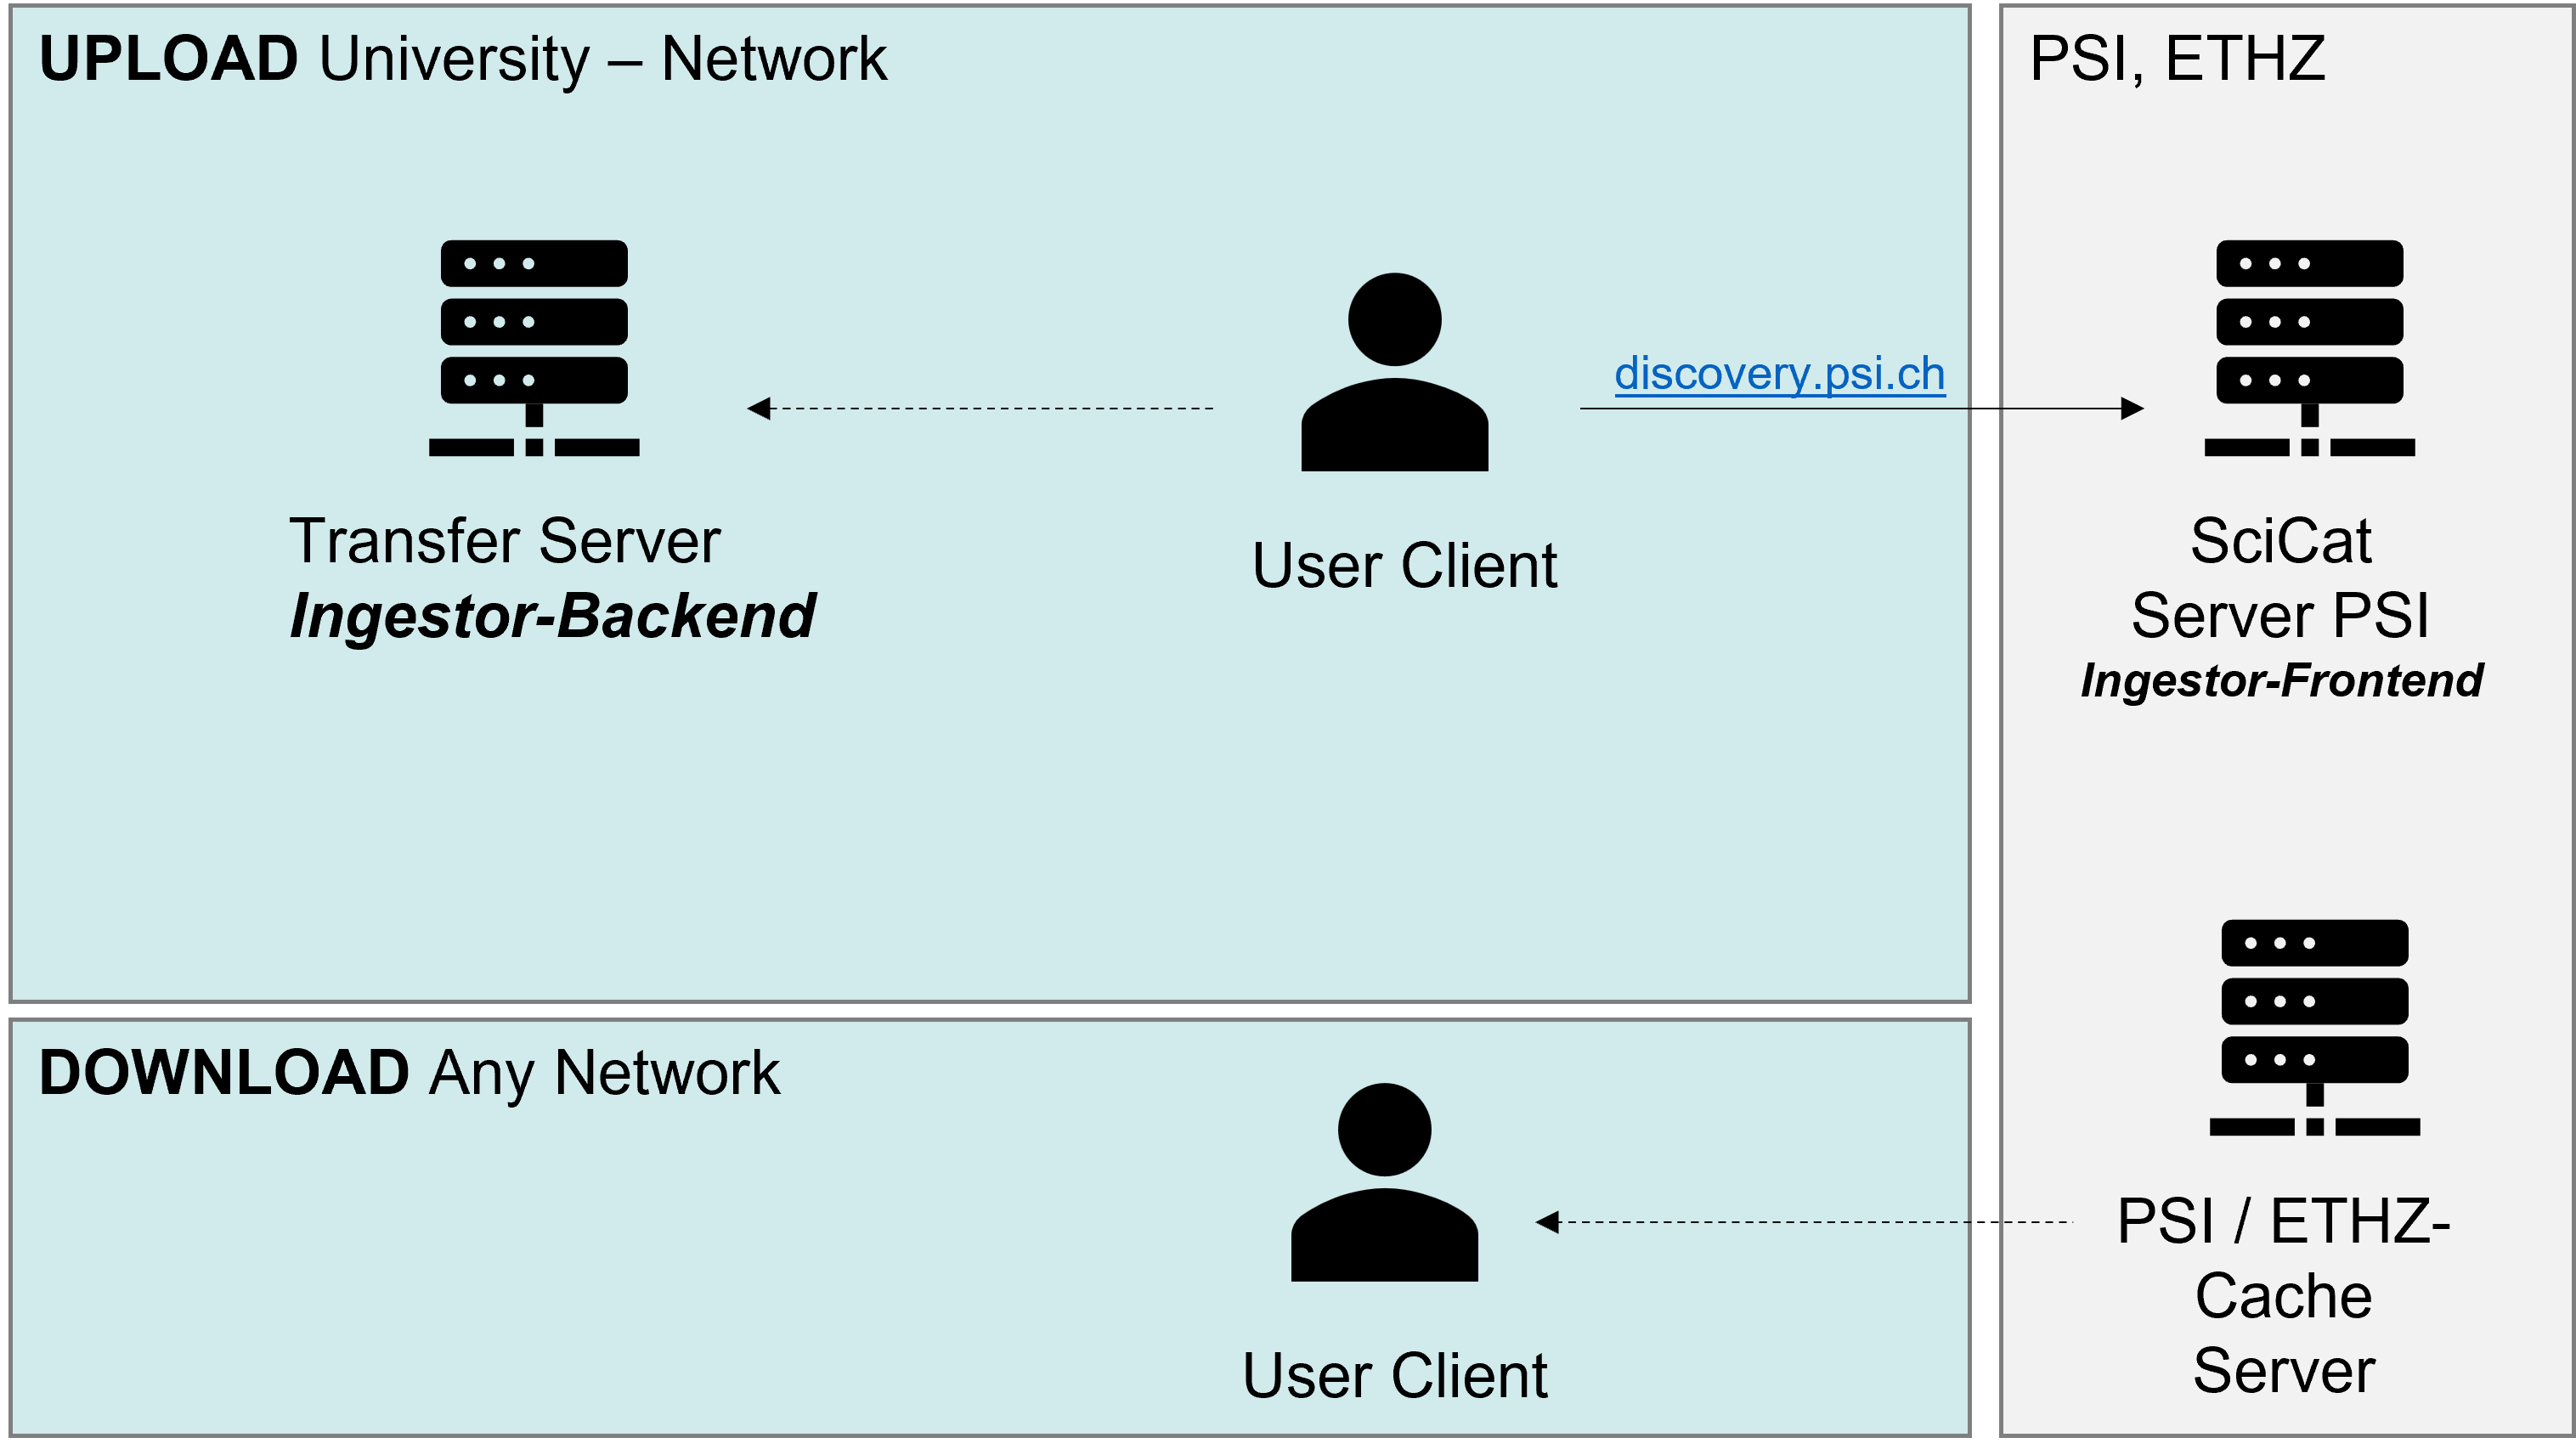 UPLOAD University – Network
PSI, ETHZ
discovery.psi.ch
Transfer Server
Ingestor-Backend
User Client
SciCat
Server PSI
Ingestor-Frontend
DOWNLOAD Any Network
User Client
PSI / ETHZ-
Cache
Server